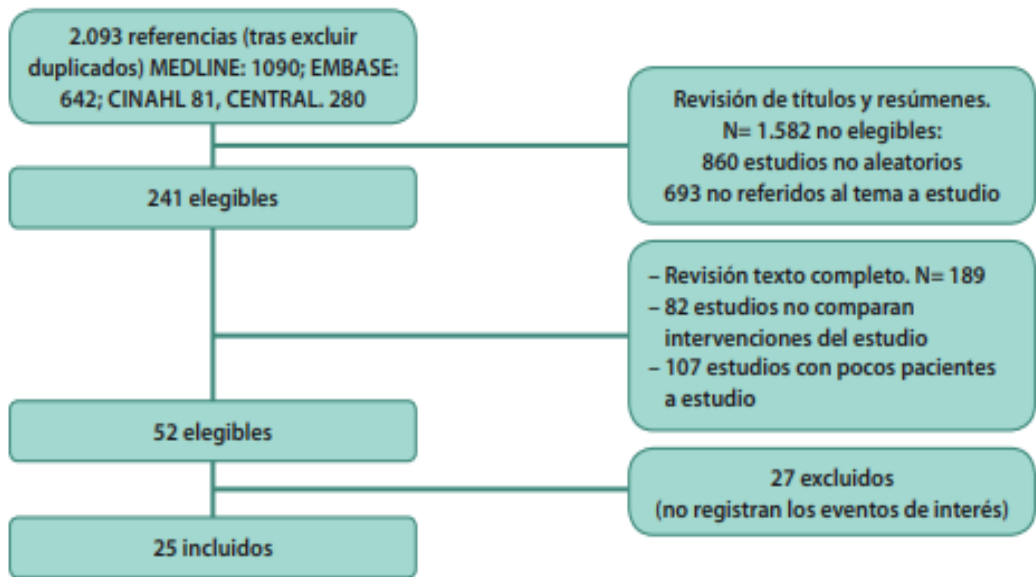 2.093 referencias (tras excluir
duplicados) MEDLINE: 1090; EMBASE:
642; CINAHL 81, CENTRAL. 280
Revisión de títulos y resúmenes.
N= 1.582 no elegibles:
860 estudios no aleatorios
693 no referidos al tema a estudio
241 elegibles
– Revisión texto completo. N= 189
– 82 estudios no comparan
intervenciones del estudio
– 107 estudios con pocos pacientes
a estudio
52 elegibles
27 excluidos
(no registran los eventos de interés)
25 incluidos